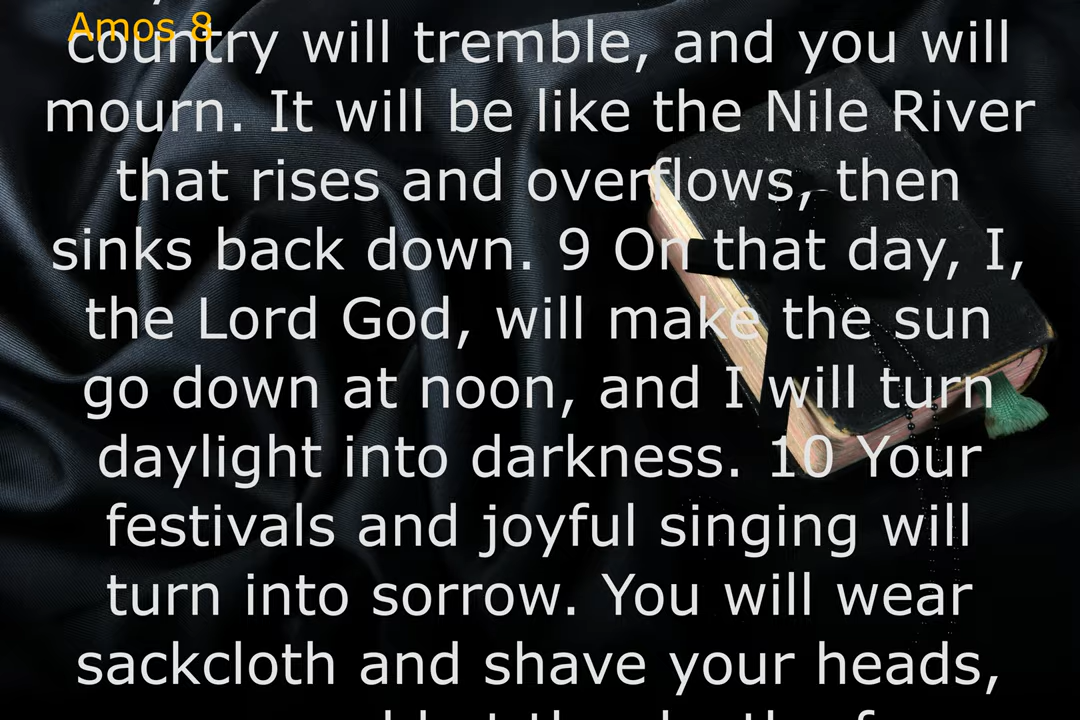 Amos 8
country will tremble, and you will
mourn. It will be like the Nile River
that rises and overflows, then
sinks back down. 9 On that day, I,
the Lord God, will make the sun
go down at noon, and I will turn
daylight into darkness. 10 Your
festivals and joyful singing will
turn into sorrow. You will wear
sackcloth and shave your heads,